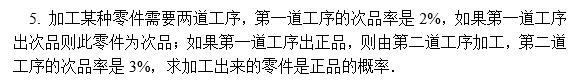 5. 加工某种零件需要两道工序，第一道工序的次品率是2%，如果第一道工序
出次品则此零件为次品；如果第一道工序出正品，则由第二道工序加工，第二道
工序的次品率是3%，求加工出来的零件是正品的概率．